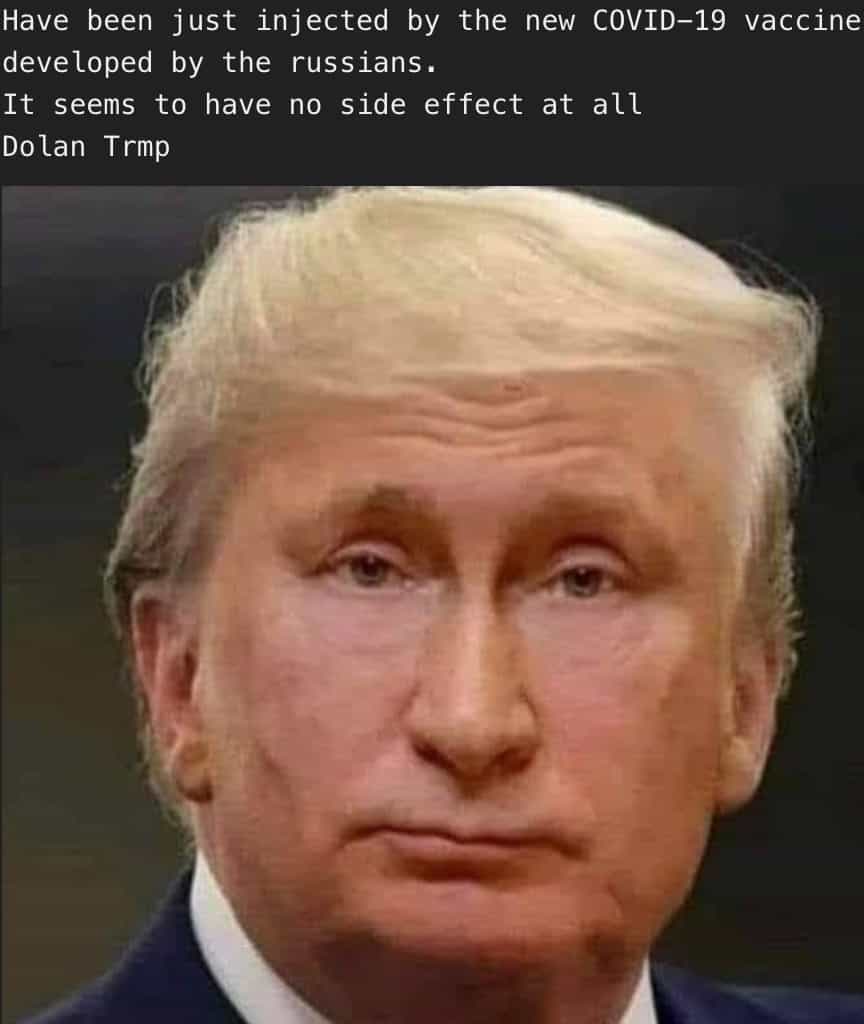 Have been just injected by the new COVID-19 vaccine
developed by the russians.
It seems to have no side effect at all
Dolan Trmp